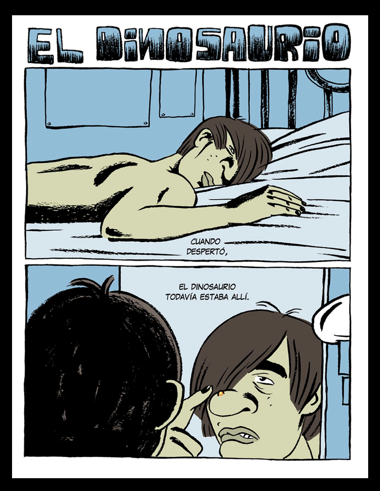 EL DINOSAURIO
CUANDO
DESPERTÓ,
EL DINOSAURIO
TODAVÍA ESTABA ALLÍ.